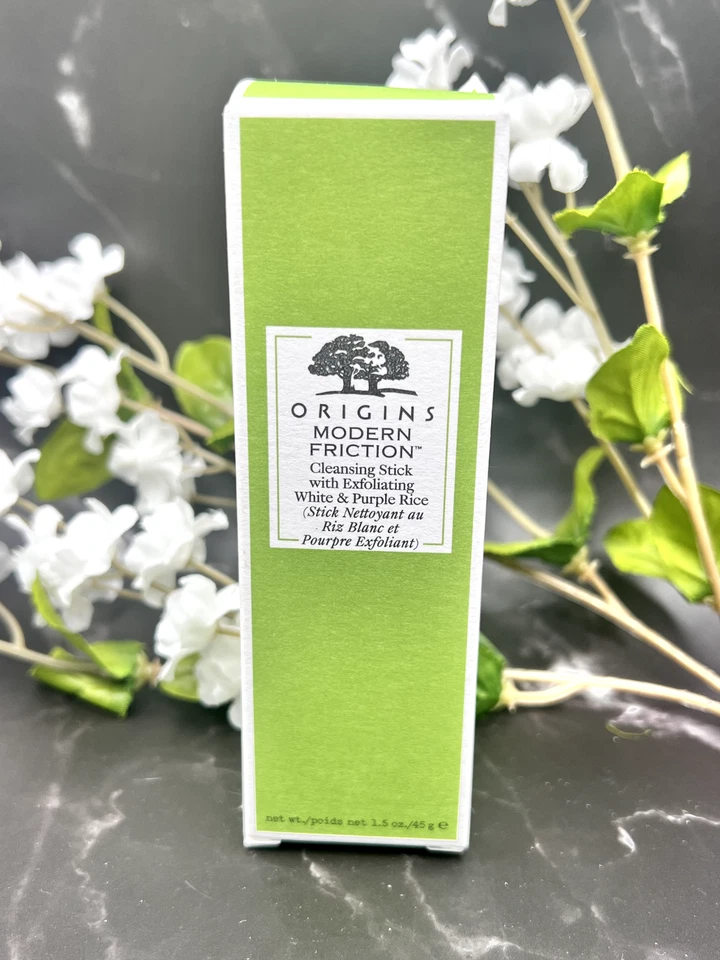 ORIGINS
MODERN
FRICTION™
Cleansing Stick
with Exfoliating
White & Purple Rice
(Stick Nettoyant au
Riz Blanc et
Pourpre Exfoliant)
net wt./poids net 1.5 oz./45 g ℮